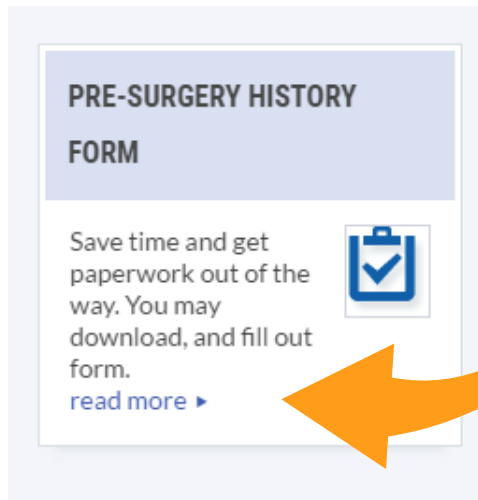 PRE-SURGERY HISTORY
FORM
Save time and get
paperwork out of the
way. You may
download, and fill out
form.
read more ▸